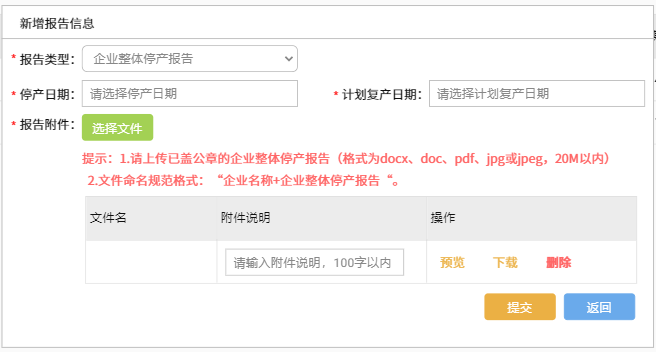 新增报告信息
* 报告类型： 企业整体停产报告
* 停产日期： 请选择停产日期 * 计划复产日期： 请选择计划复产日期
* 报告附件： 选择文件
提示：1.请上传已盖公章的企业整体停产报告（格式为docx、doc、pdf、jpg或jpeg，20M以内）
2.文件命名规范格式：“企业名称+企业整体停产报告“。
文件名 附件说明 操作
请输入附件说明，100字以内 预览 下载 删除
提交 返回